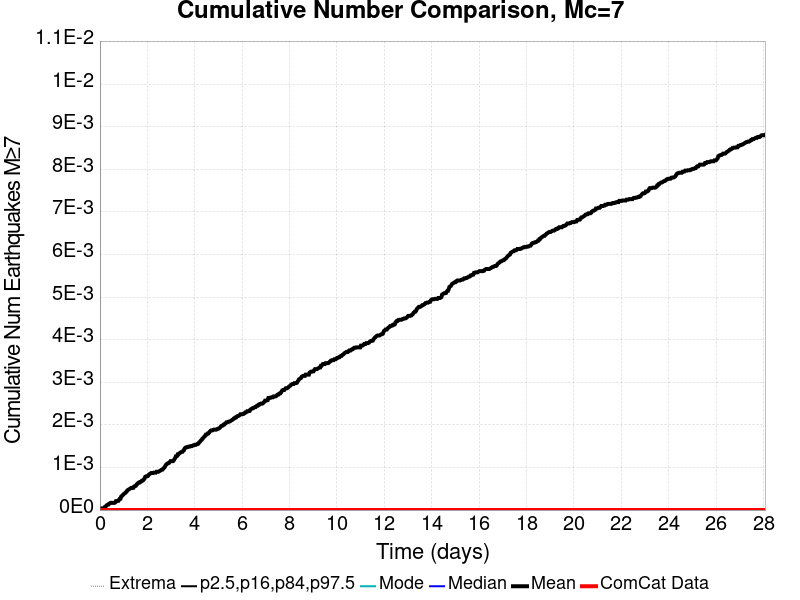 Cumulative Number Comparison, Mc=7
Cumulative Num Earthquakes M≥7
1.1E-2
1E-2
9E-3
8E-3
7E-3
6E-3
5E-3
4E-3
3E-3
2E-3
1E-3
0E0
0 2 4 6 8 10 12 14 16 18 20 22 24 26 28
Time (days)
Extrema p2.5,p16,p84,p97.5 Mode Median Mean ComCat Data